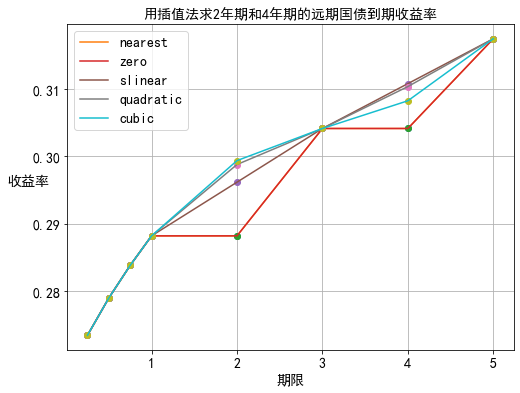 用插值法求2年期和4年期的远期国债到期收益率
nearest
zero
slinear
quadratic
cubic
0.31
0.30
0.29
0.28
收益率
1 2 3 4 5
期限